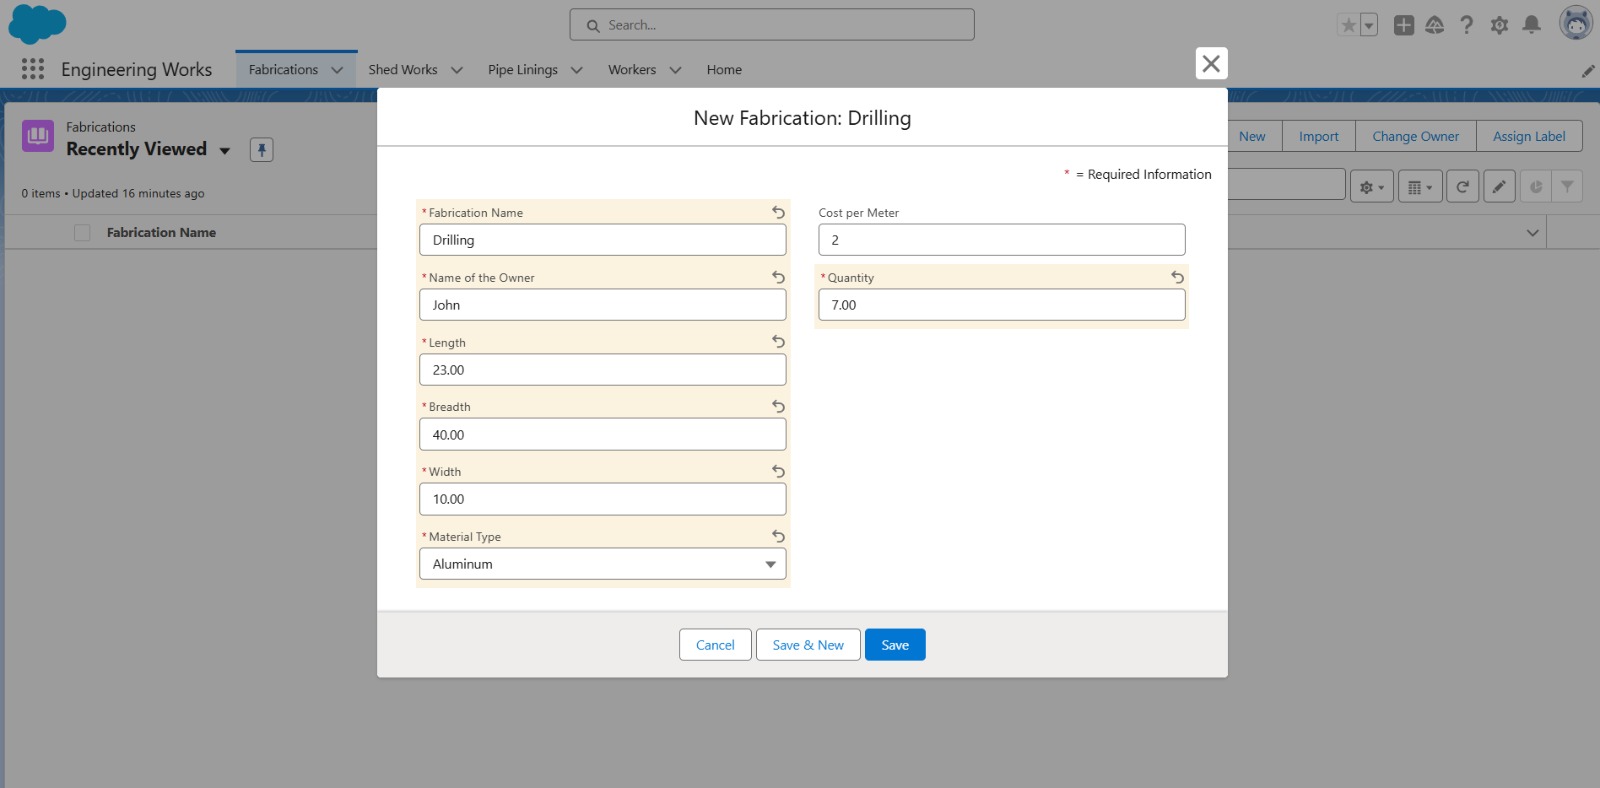 Search...
Engineering Works
Fabrications
Shed Works
Pipe Linings
Workers
Home
Fabrications
Recently Viewed
0 items • Updated 16 minutes ago
New
Import
Change Owner
Assign Label
Fabrication Name
New Fabrication: Drilling
* = Required Information
*Fabrication Name
Drilling
Cost per Meter
2
*Name of the Owner
John
*Quantity
7.00
*Length
23.00
*Breadth
40.00
*Width
10.00
*Material Type
Aluminum
Cancel
Save & New
Save